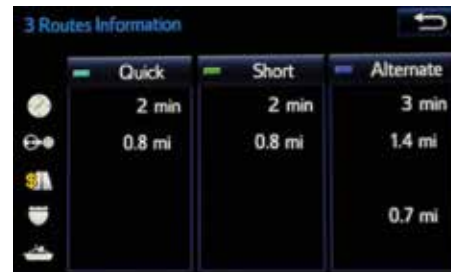 3 Routes Information
Quick Short Alternate
2 min 2 min 3 min
0.8 mi 0.8 mi 1.4 mi
$
0.7 mi